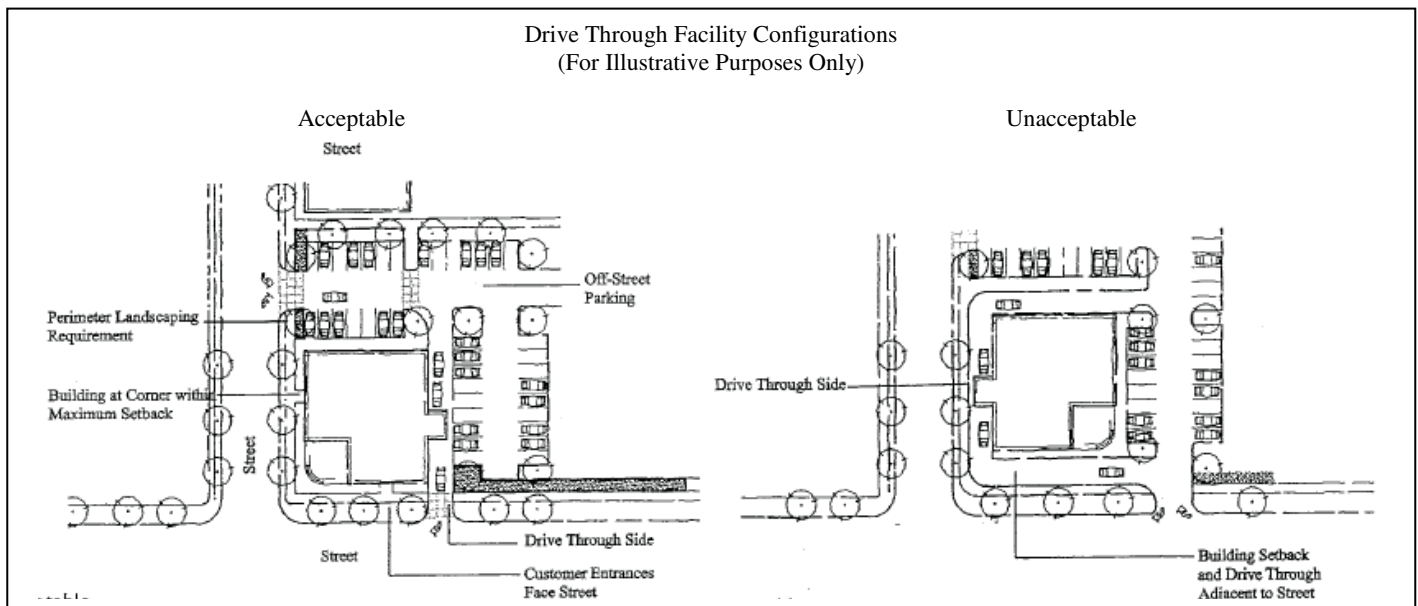 Drive Through Facility Configurations
(For Illustrative Purposes Only)
Acceptable
Street
Off-Street
Parking
Perimeter Landscaping
Requirement
Building at Corner within
Maximum Setback
Street
Street
Drive Through Side
Customer Entrances
Face Street
Unacceptable
Drive Through Side
Building Setback
and Drive Through
Adjacent to Street